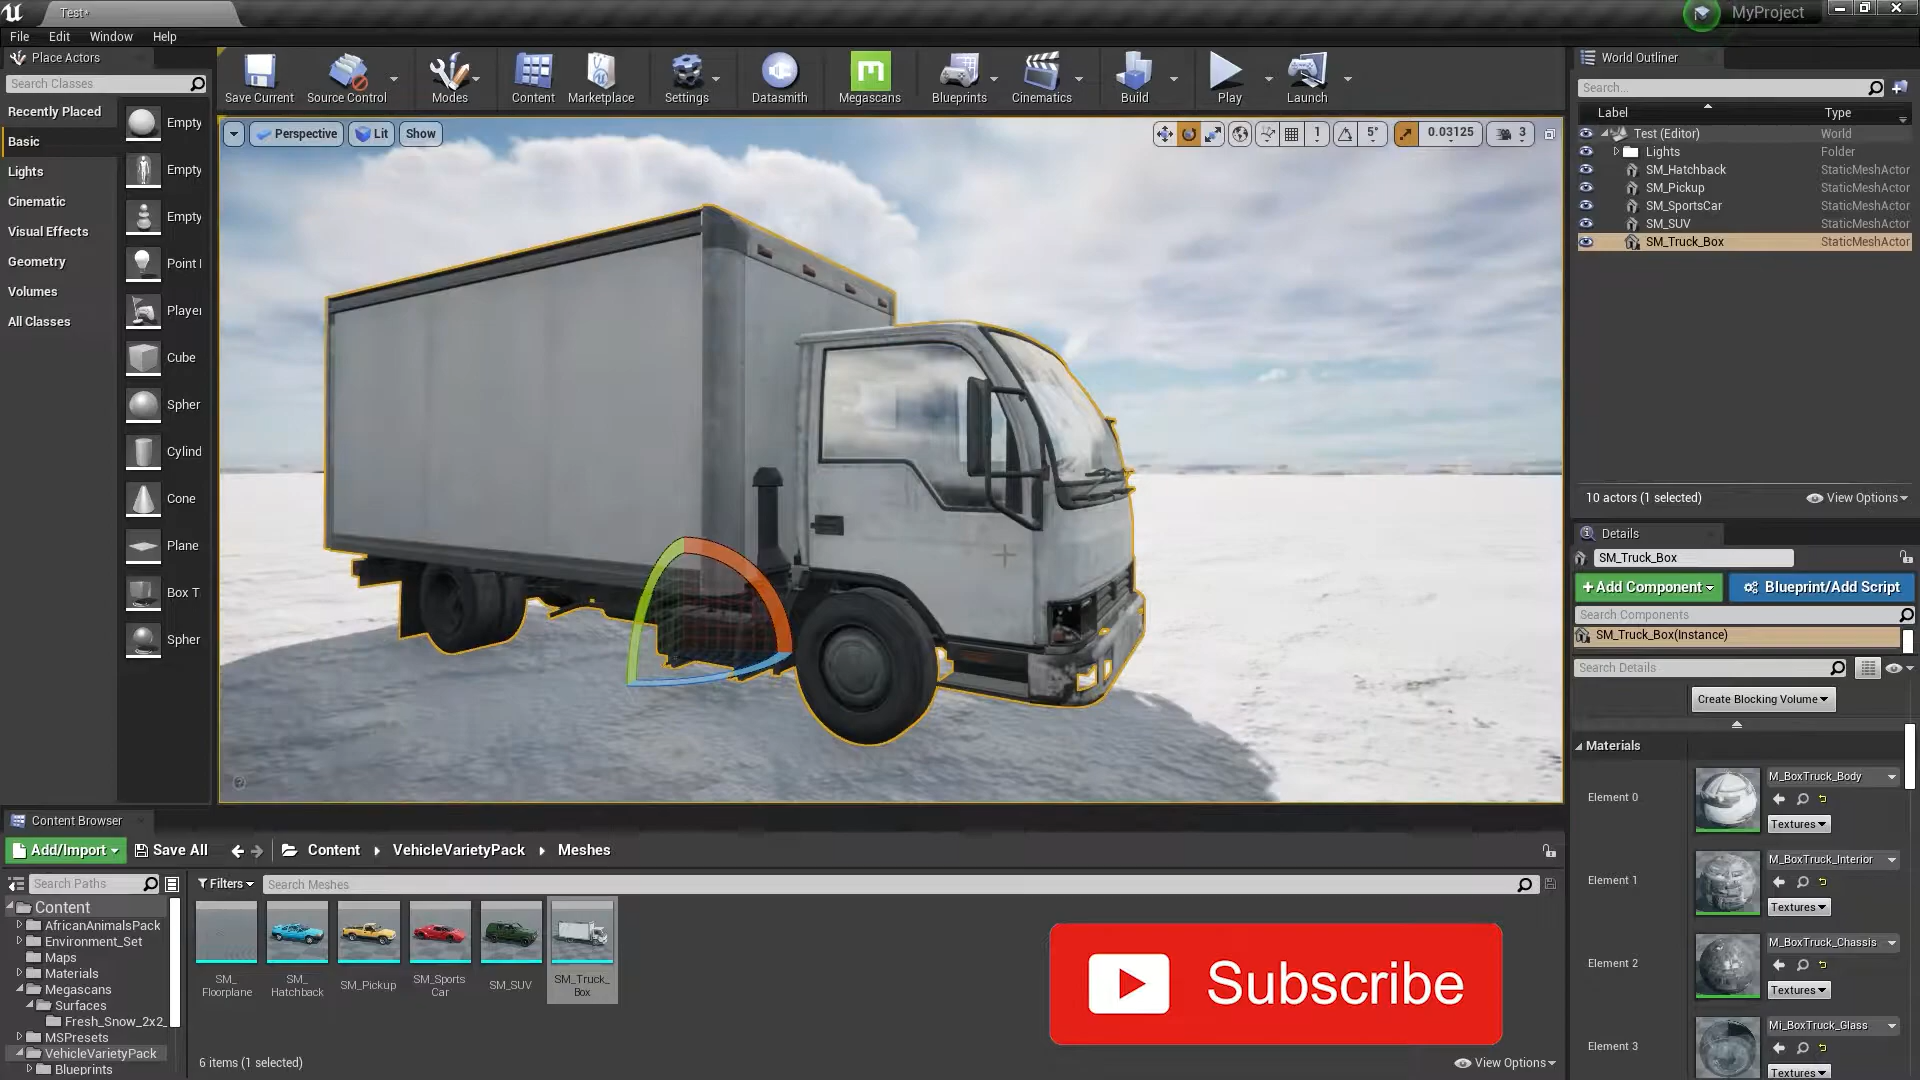 Test*
MyProject
File Edit Window Help
Place Actors
Search Classes
Recently Placed
Basic
Lights
Cinematic
Visual Effects
Geometry
Volumes
All Classes
Empty
Empty
Empty
Point
Player
Cube
Spher
Cylind
Cone
Plane
Box T
Spher
Save Current
Source Control
Modes
Content
Marketplace
Settings
Datasmith
Megascans
Blueprints
Cinematics
Build
Play
Launch
Perspective
Lit
Show
1
5°
0.03125
3
World Outliner
Search...
Label Type
Test (Editor) World
Lights Folder
SM_Hatchback StaticMeshActor
SM_Pickup StaticMeshActor
SM_SportsCar StaticMeshActor
SM_SUV StaticMeshActor
SM_Truck_Box StaticMeshActor
10 actors (1 selected) View Options
Details
SM_Truck_Box
+Add Component Blueprint/Add Script
Search Components
SM_Truck_Box(Instance)
Search Details
Create Blocking Volume
Materials
Element 0
M_BoxTruck_Body
Textures
Element 1
M_BoxTruck_Interior
Textures
Element 2
M_BoxTruck_Chassis
Textures
Element 3
Mi_BoxTruck_Glass
Textures
Content Browser
Add/Import Save All Content VehicleVarietyPack Meshes
Search Paths
Filters
Search Meshes
Content
AfricanAnimalsPack
Environment_Set
Maps
Materials
Megascans
Surfaces
Fresh_Snow_2x2_
MSPresets
VehicleVarietyPack
Blueprints
SM_
Floorplane
SM_
Hatchback
SM_Pickup
SM_Sports
Car
SM_SUV
SM_Truck_
Box
6 items (1 selected)
View Options
Subscribe